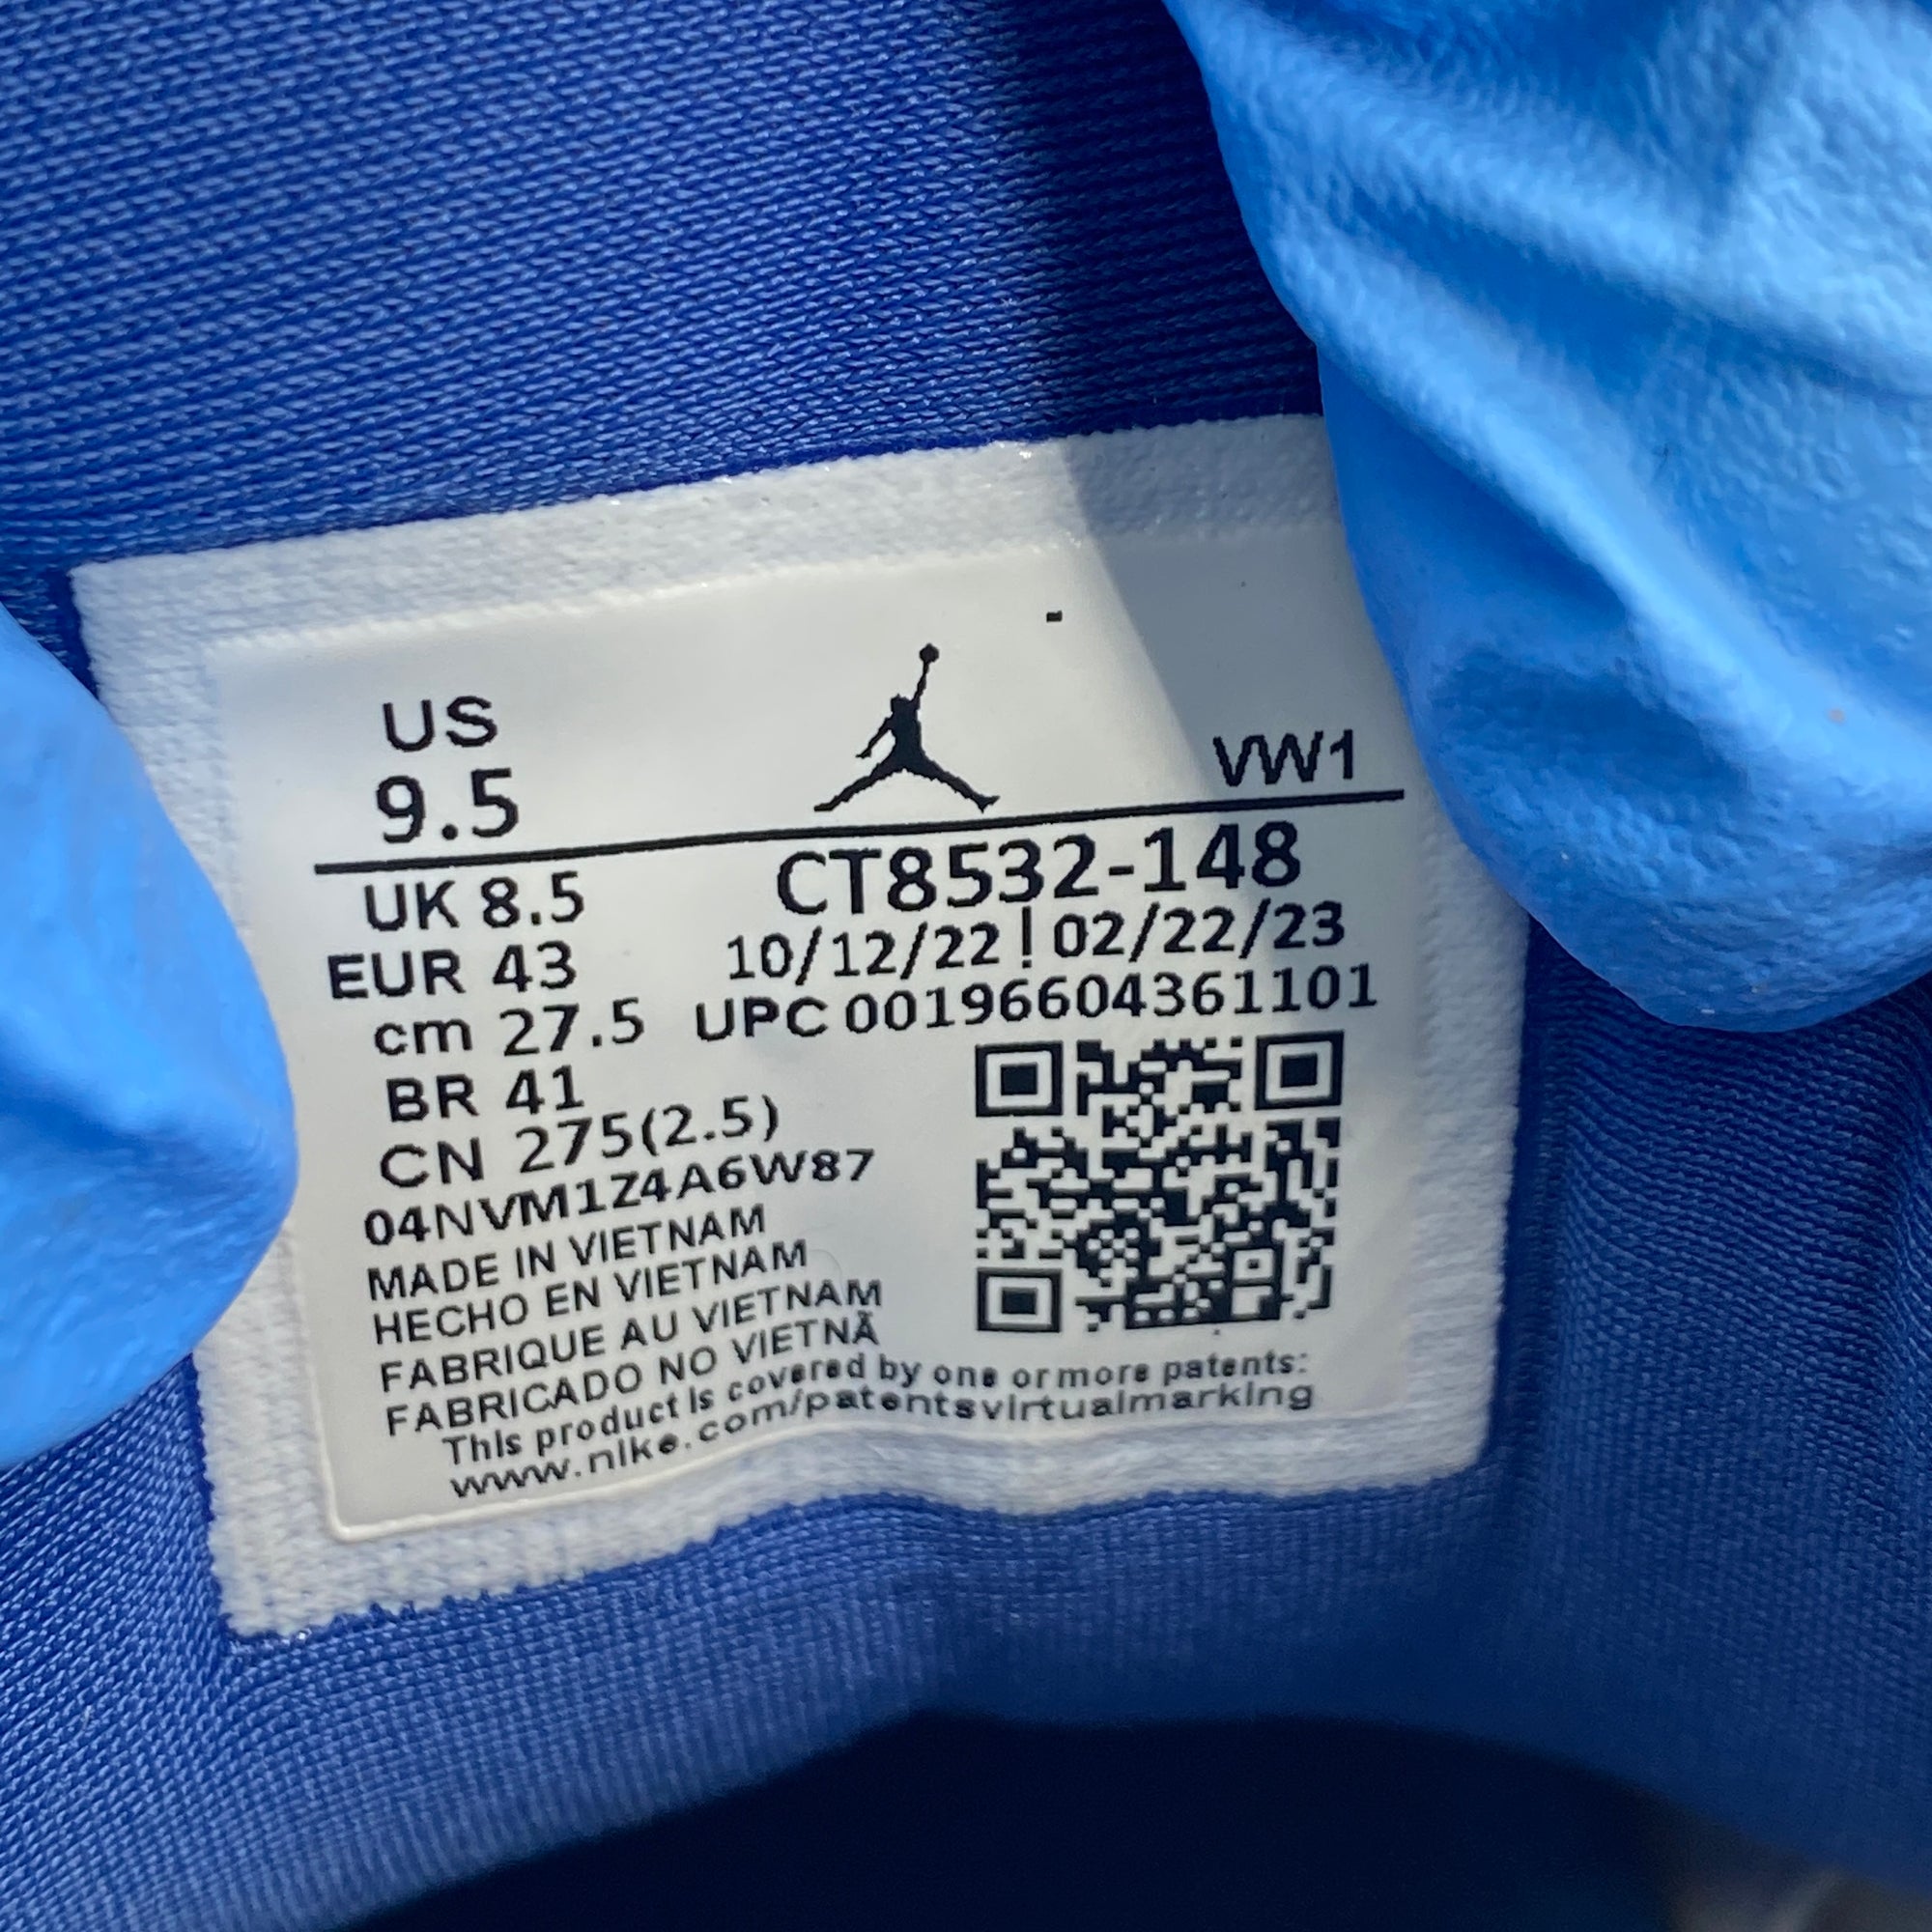 US
9.5
VW1
UK 8.5
CT8532-148
EUR 43
10/12/22 ! 02/22/23
cm 27.5
UPC 00196604361101
BR 41
CN 275(2.5)
04NVM1Z4A6W87
MADE IN VIETNAM
HECHO EN VIETNAM
FABRIQUE AU VIETNAM
FABRICADO NO VIETNÃ
This product is covered by one or more patents:
www.nike.com/patentsvirtualmarking